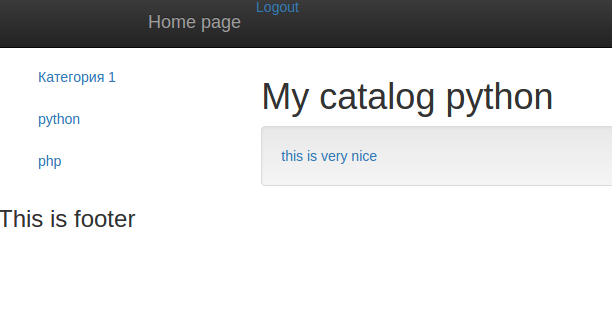 Logout
Home page
Категория 1
python
php
My catalog python
this is very nice
This is footer